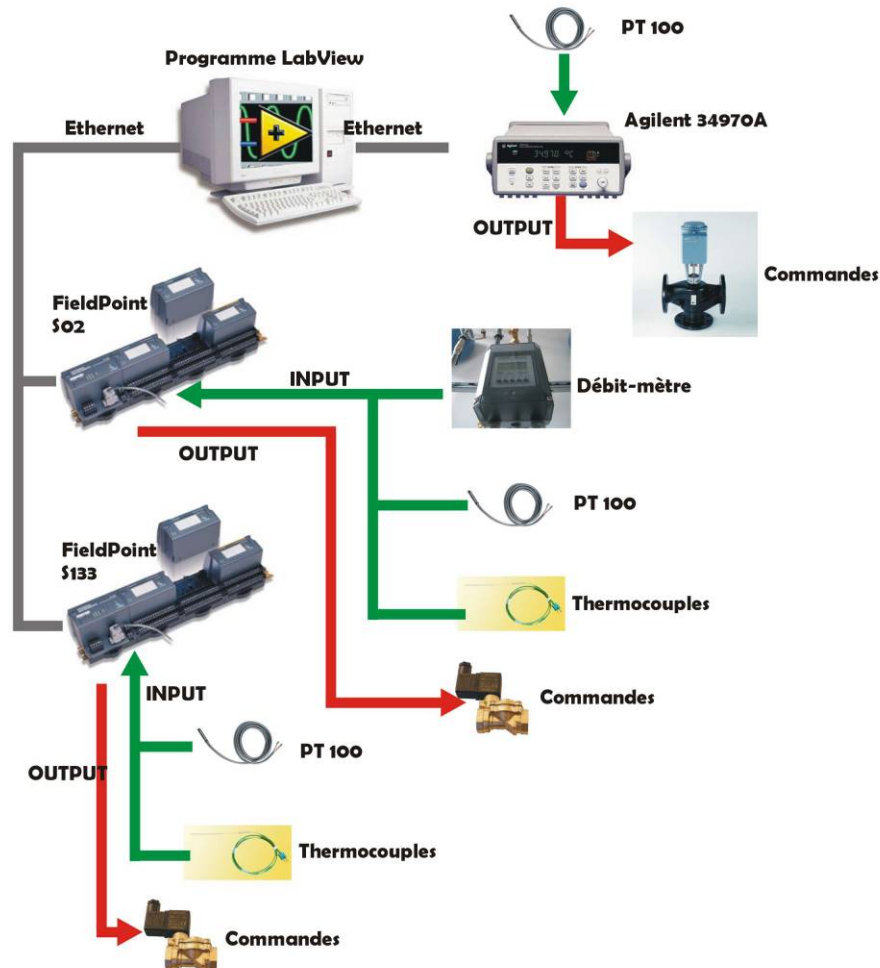 PT 100
Programme LabView
Ethernet
Ethernet
Agilent 34970A
34970 °C
OUTPUT
Commandes
FieldPoint
S02
INPUT
Débit-mètre
OUTPUT
PT 100
FieldPoint
S133
Thermocouples
INPUT
Commandes
PT 100
OUTPUT
Thermocouples
Commandes